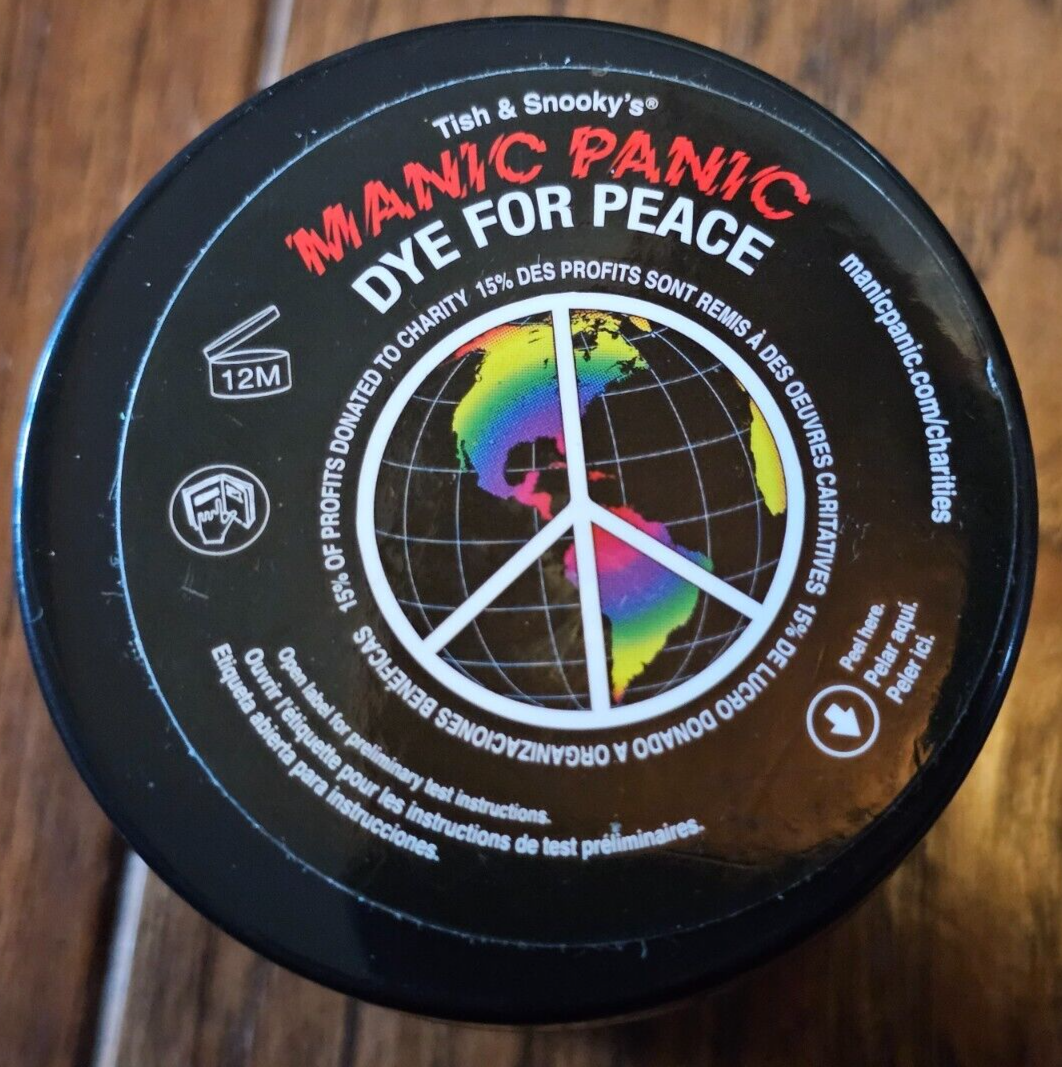 Tish & Snooky's®
MANIC PANIC
DYE FOR PEACE
15% OF PROFITS DONATED TO CHARITY
15% DES PROFITS SONT REMIS À DES OEUVRES CARITATIVES
15% DE LUCRO DONADO A ORGANIZACIONES BENÉFICAS
manicpanic.com/charities
12M
Peel here.
Pelar aquí.
Peler ici.
Open label for preliminary test instructions.
Ouvrir l'étiquette pour les instructions de test préliminaires.
Etiqueta abierta para instrucciones.